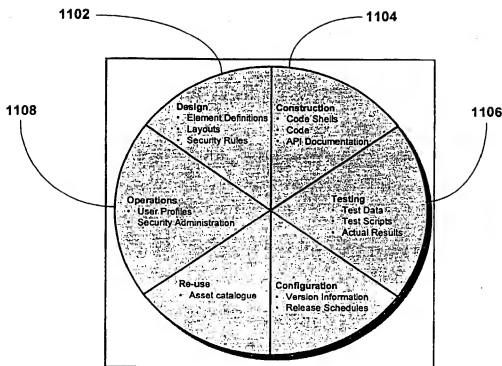 1102
1104
1108
1106
Design
• Element Definitions
• Layouts
• Security Rules
Construction
• Code Shells
• Code
• API Documentation
Operations
• User Profiles
• Security Administration
Testing
• Test Data
• Test Scripts
• Actual Results
Re-use
• Asset catalogue
Configuration
• Version Information
• Release Schedules